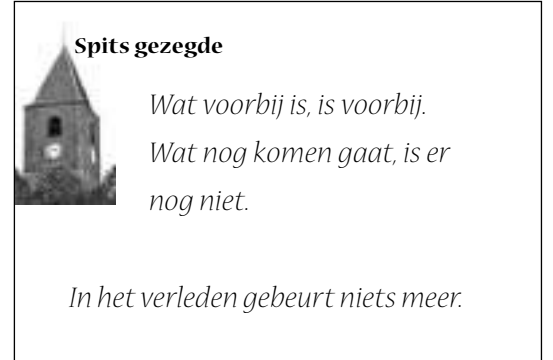 Spits gezegde
Wat voorbij is, is voorbij.
Wat nog komen gaat, is er
nog niet.
In het verleden gebeurt niets meer.